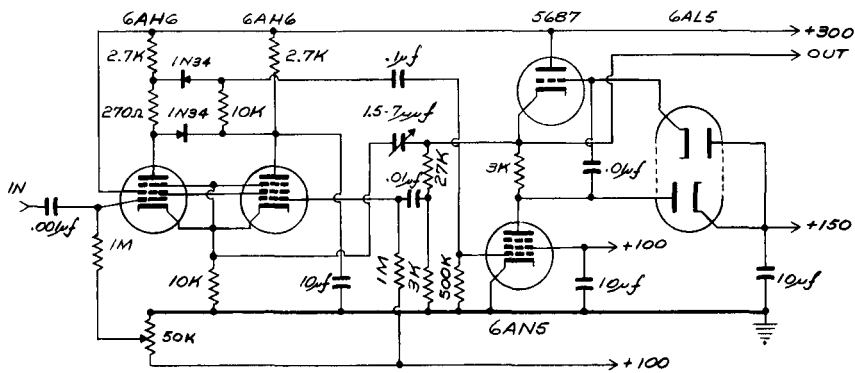 6AH6 6AH6 5687 6AL5
+300
OUT
2.7K 1N34 2.7K .1µf
270Ω 1N34 10K 1.5-7µµf
27K 3K .01µf
IN .01µf
.001µf
1M +150
+100
10K 10µf 1M 3K 500K 10µf 10µf
50K 6AN5
+100